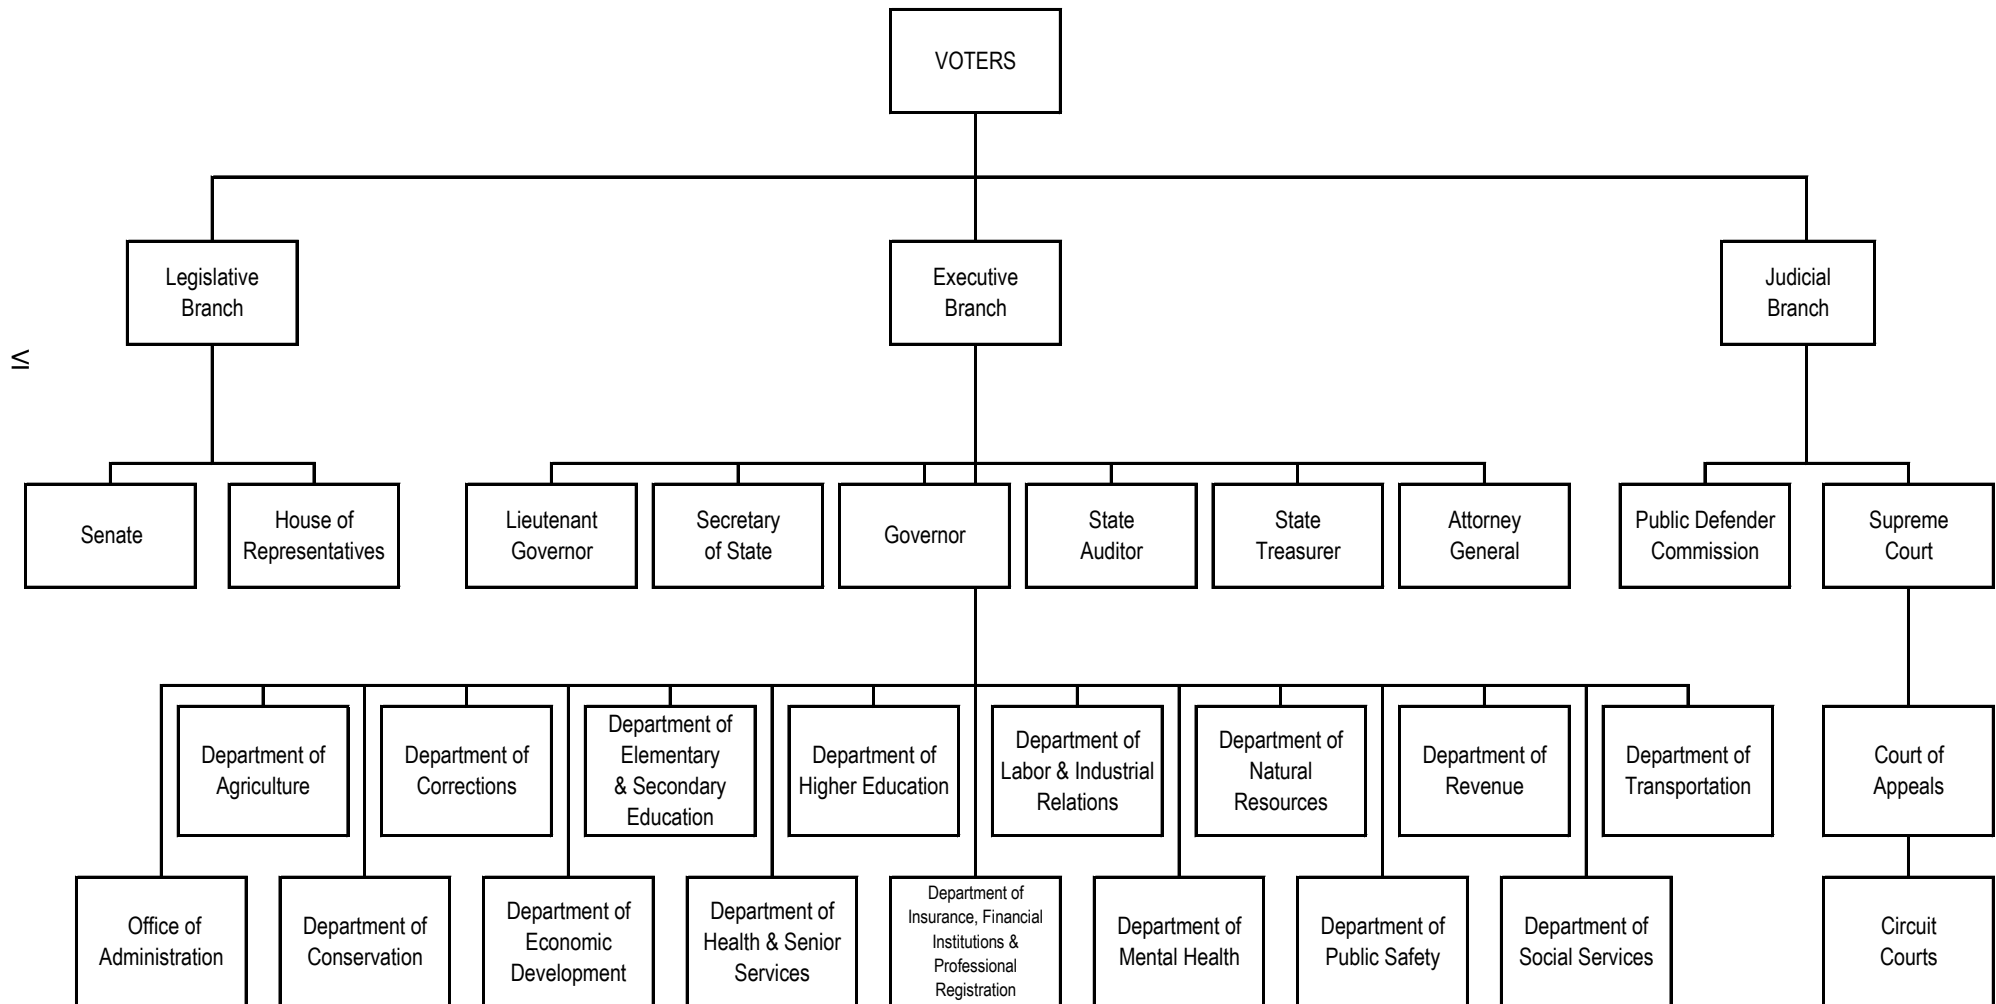 VOTERS
Legislative
Branch
Executive
Branch
Judicial
Branch
vi
Senate
House of
Representatives
Lieutenant
Governor
Secretary
of State
Governor
State
Auditor
State
Treasurer
Attorney
General
Public Defender
Commission
Supreme
Court
Department of
Agriculture
Department of
Corrections
Department of
Elementary
& Secondary
Education
Department of
Higher Education
Department of
Labor & Industrial
Relations
Department of
Natural
Resources
Department of
Revenue
Department of
Transportation
Court of
Appeals
Office of
Administration
Department of
Conservation
Department of
Economic
Development
Department of
Health & Senior
Services
Department of
Insurance, Financial
Institutions &
Professional
Registration
Department of
Mental Health
Department of
Public Safety
Department of
Social Services
Circuit
Courts